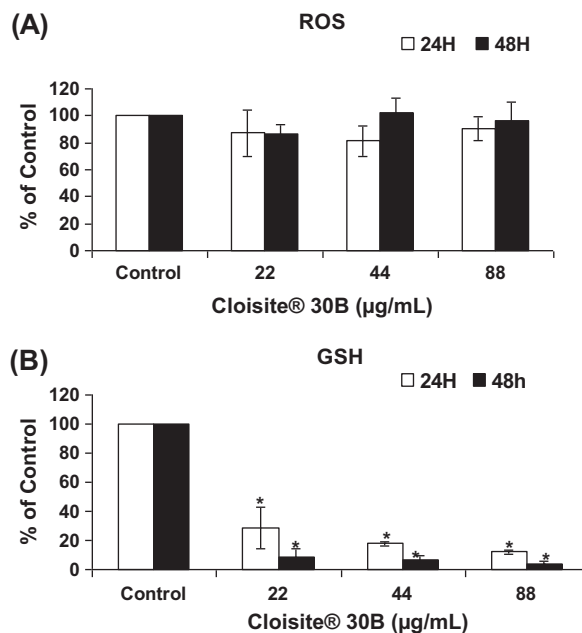 (A)
ROS
24H 48H
% of Control
120
100
80
60
40
20
0
Control 22 44 88
Cloisite® 30B (µg/mL)
(B)
GSH
24H 48h
% of Control
120
100
80
60
40
20
0
* * * * * *
Control 22 44 88
Cloisite® 30B (µg/mL)